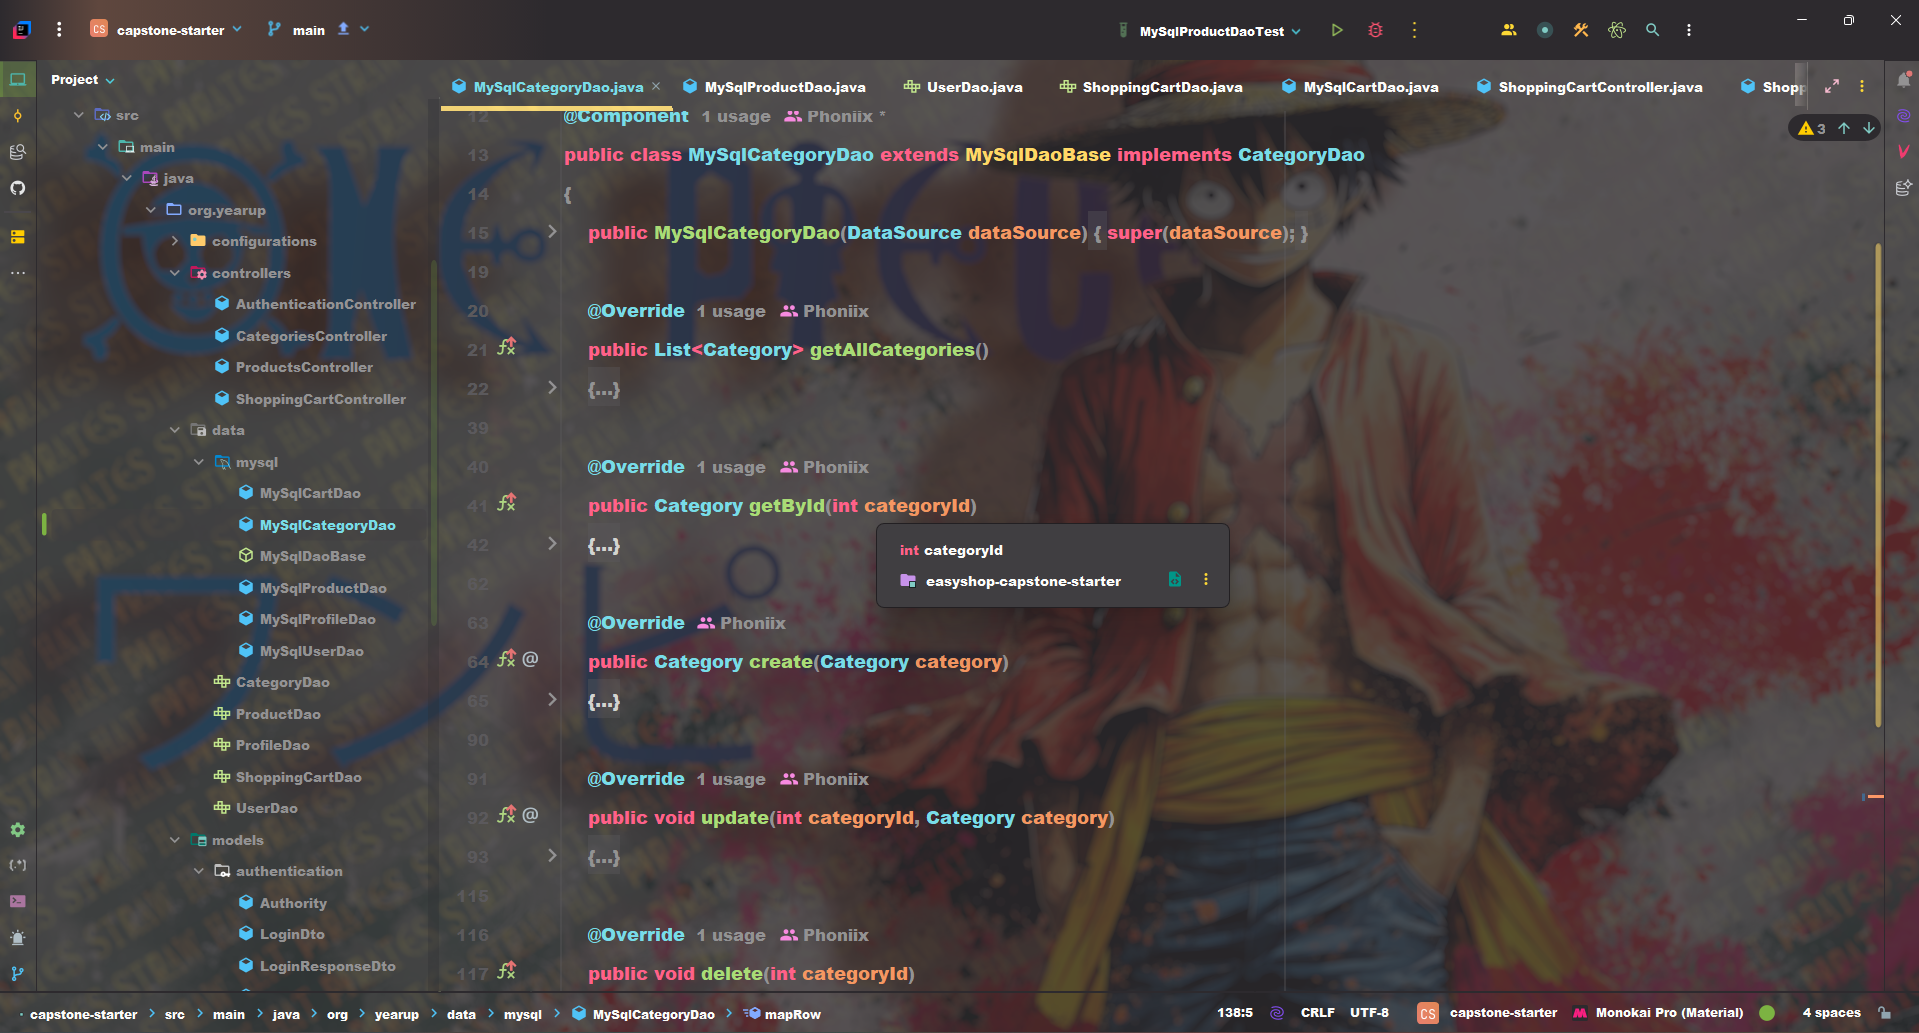 CS capstone-starter main MySqlProductDaoTest
Project
src
main
java
org.yearup
configurations
controllers
AuthenticationController
CategoriesController
ProductsController
ShoppingCartController
data
mysql
MySqlCartDao
MySqlCategoryDao
MySqlDaoBase
MySqlProductDao
MySqlProfileDao
MySqlUserDao
CategoryDao
ProductDao
ProfileDao
ShoppingCartDao
UserDao
models
authentication
Authority
LoginDto
LoginResponseDto
MySqlCategoryDao.java MySqlProductDao.java UserDao.java ShoppingCartDao.java MySqlCartDao.java ShoppingCartController.java Shopp
3
12 @Component 1 usage Phoniix *
13 public class MySqlCategoryDao extends MySqlDaoBase implements CategoryDao
14 {
15 public MySqlCategoryDao(DataSource dataSource) { super(dataSource); }
19
20 @Override 1 usage Phoniix
21 public List<Category> getAllCategories()
22 {...}
39
40 @Override 1 usage Phoniix
41 public Category getById(int categoryId)
42 {...}
int categoryId
easyshop-capstone-starter
62
63 @Override Phoniix
64 @ public Category create(Category category)
65 {...}
90
91 @Override 1 usage Phoniix
92 @ public void update(int categoryId, Category category)
93 {...}
115
116 @Override 1 usage Phoniix
117 public void delete(int categoryId)
ONE PIECE
ワンピ
capstone-starter > src > main > java > org > yearup > data > mysql > MySqlCategoryDao > mapRow
138:5 CRLF UTF-8 CS capstone-starter Monokai Pro (Material) 4 spaces